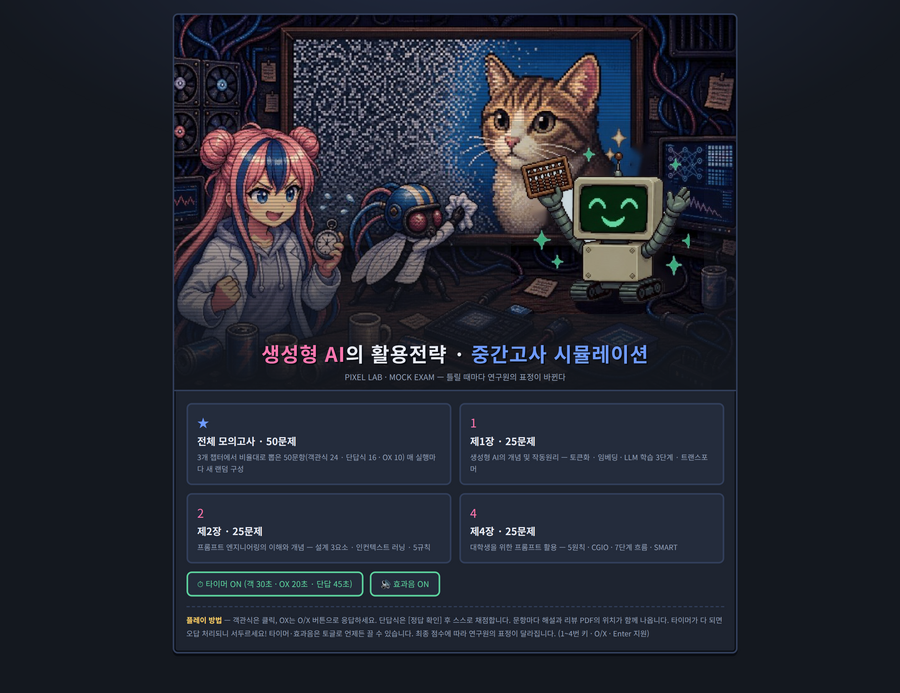 생성형 AI의 활용전략 · 중간고사 시뮬레이션
PIXEL LAB · MOCK EXAM — 틀릴 때마다 연구원의 표정이 바뀐다
★
전체 모의고사 · 50문제
3개 챕터에서 비율대로 뽑은 50문항(객관식 24 · 단답식 16 · OX 10) 매 실행마
다 새 랜덤 구성
1
제1장 · 25문제
생성형 AI의 개념 및 작동원리 — 토큰화 · 임베딩 · LLM 학습 3단계 · 트랜스포
머
2
제2장 · 25문제
프롬프트 엔지니어링의 이해와 개념 — 설계 3요소 · 인컨텍스트 러닝 · 5규칙
4
제4장 · 25문제
대학생을 위한 프롬프트 활용 — 5원칙 · CGIO · 7단계 흐름 · SMART
⏱ 타이머 ON (객 30초 · OX 20초 · 단답 45초)
효과음 ON
플레이 방법 — 객관식은 클릭, OX는 O/X 버튼으로 응답하세요. 단답식은 [정답 확인] 후 스스로 채점합니다. 문항마다 해설과 리뷰 PDF의 위치가 함께 나옵니다. 타이머가 다 되면
오답 처리되니 서두르세요! 타이머·효과음은 토글로 언제든 끌 수 있습니다. 최종 점수에 따라 연구원의 표정이 달라집니다. (1~4번 키 · O/X · Enter 지원)